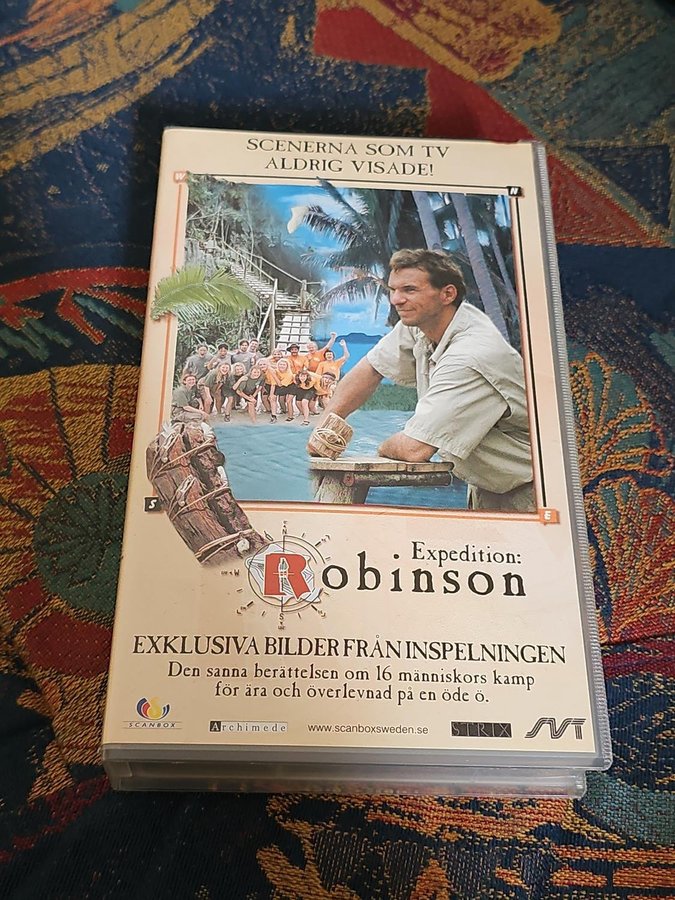 SCENERNA SOM TV
ALDRIG VISADE!
W
N
S
E
Expedition:
Robinson
EXKLUSIVA BILDER FRÅN INSPELNINGEN
Den sanna berättelsen om 16 människors kamp
för ära och överlevnad på en öde ö.
SCANBOX
Archimede
www.scanboxsweden.se
STRIX
SVT